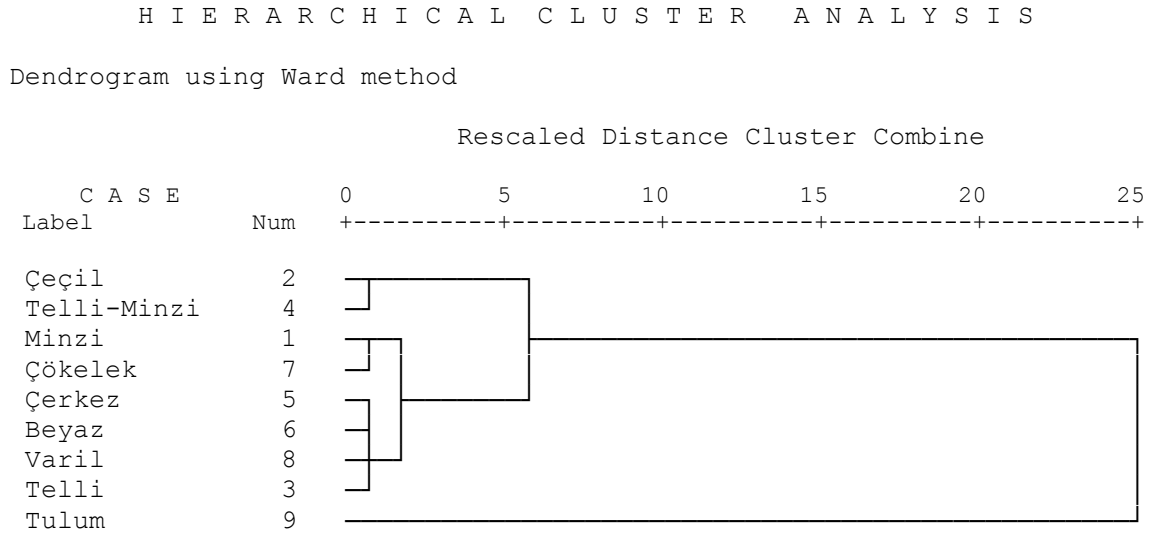 H I E R A R C H I C A L C L U S T E R A N A L Y S I S
Dendrogram using Ward method
Rescaled Distance Cluster Combine
C A S E 0 5 10 15 20 25
Label Num +---------+---------+---------+---------+---------+
Çeçil 2
Telli-Minzi 4
Minzi 1
Çökelek 7
Çerkez 5
Beyaz 6
Varil 8
Telli 3
Tulum 9